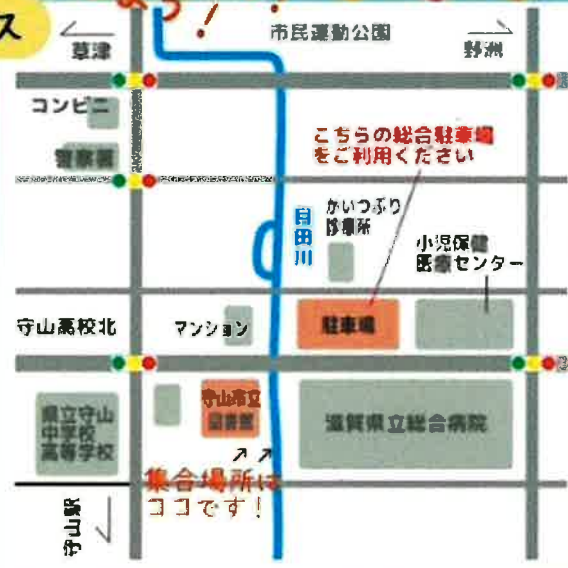 ス
よう!
草津
市民運動公園
野洲
コンビニ
警察署
こちらの総合駐車場
をご利用ください
目田川
かいつぶり
診療所
小児保健
医療センター
守山高校北
マンション
駐車場
県立守山
中学校
高等学校
守山市立
図書館
滋賀県立総合病院
集合場所は
ココです!
守山駅